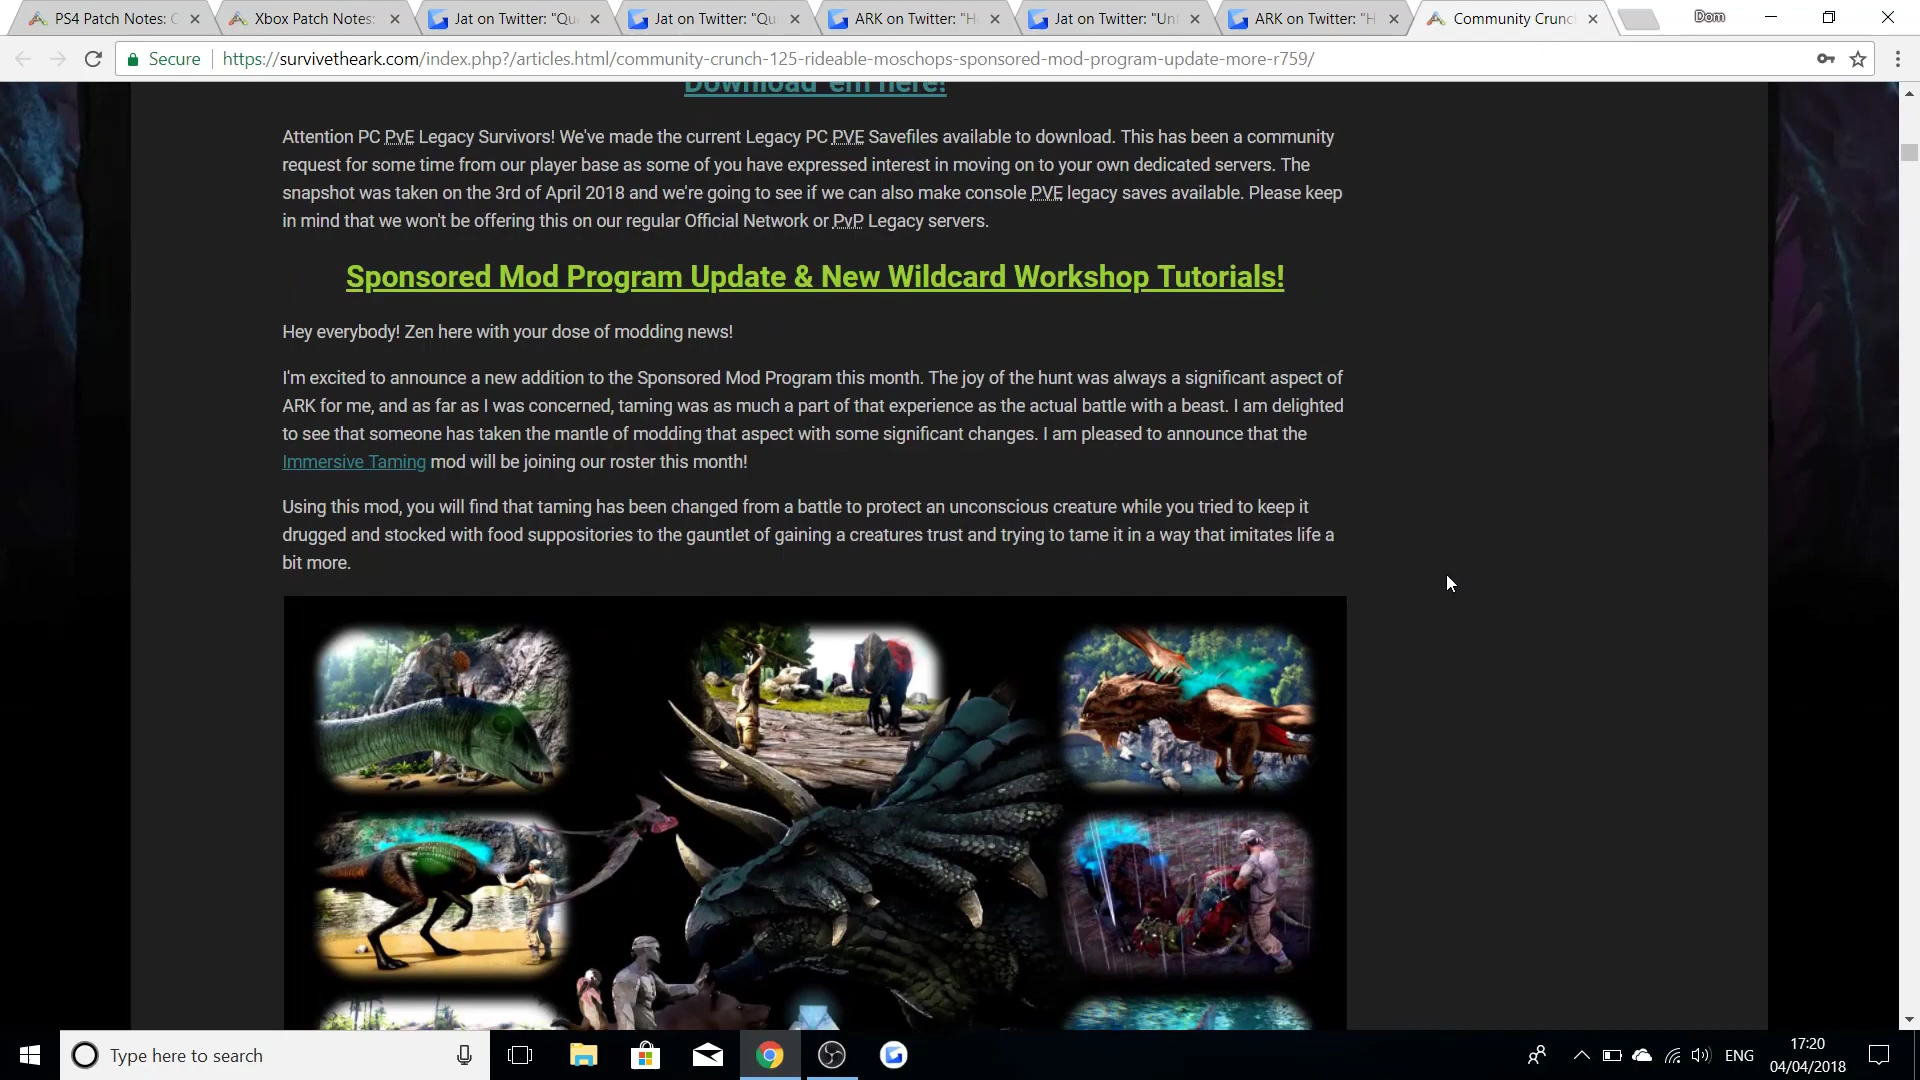 PS4 Patch Notes: C
Xbox Patch Notes:
Jat on Twitter: "Qu
Jat on Twitter: "Qu
ARK on Twitter: "H
Jat on Twitter: "Un
ARK on Twitter: "H
Community Crunc
Dom
Secure
https://survivetheark.com/index.php?/articles.html/community-crunch-125-rideable-moschops-sponsored-mod-program-update-more-r759/
Download 'em here!
Attention PC PvE Legacy Survivors! We've made the current Legacy PC PVE Savefiles available to download. This has been a community
request for some time from our player base as some of you have expressed interest in moving on to your own dedicated servers. The
snapshot was taken on the 3rd of April 2018 and we're going to see if we can also make console PVE legacy saves available. Please keep
in mind that we won't be offering this on our regular Official Network or PvP Legacy servers.
Sponsored Mod Program Update & New Wildcard Workshop Tutorials!
Hey everybody! Zen here with your dose of modding news!
I'm excited to announce a new addition to the Sponsored Mod Program this month. The joy of the hunt was always a significant aspect of
ARK for me, and as far as I was concerned, taming was as much a part of that experience as the actual battle with a beast. I am delighted
to see that someone has taken the mantle of modding that aspect with some significant changes. I am pleased to announce that the
Immersive Taming mod will be joining our roster this month!
Using this mod, you will find that taming has been changed from a battle to protect an unconscious creature while you tried to keep it
drugged and stocked with food suppositories to the gauntlet of gaining a creatures trust and trying to tame it in a way that imitates life a
bit more.
Type here to search
ENG
17:20
04/04/2018